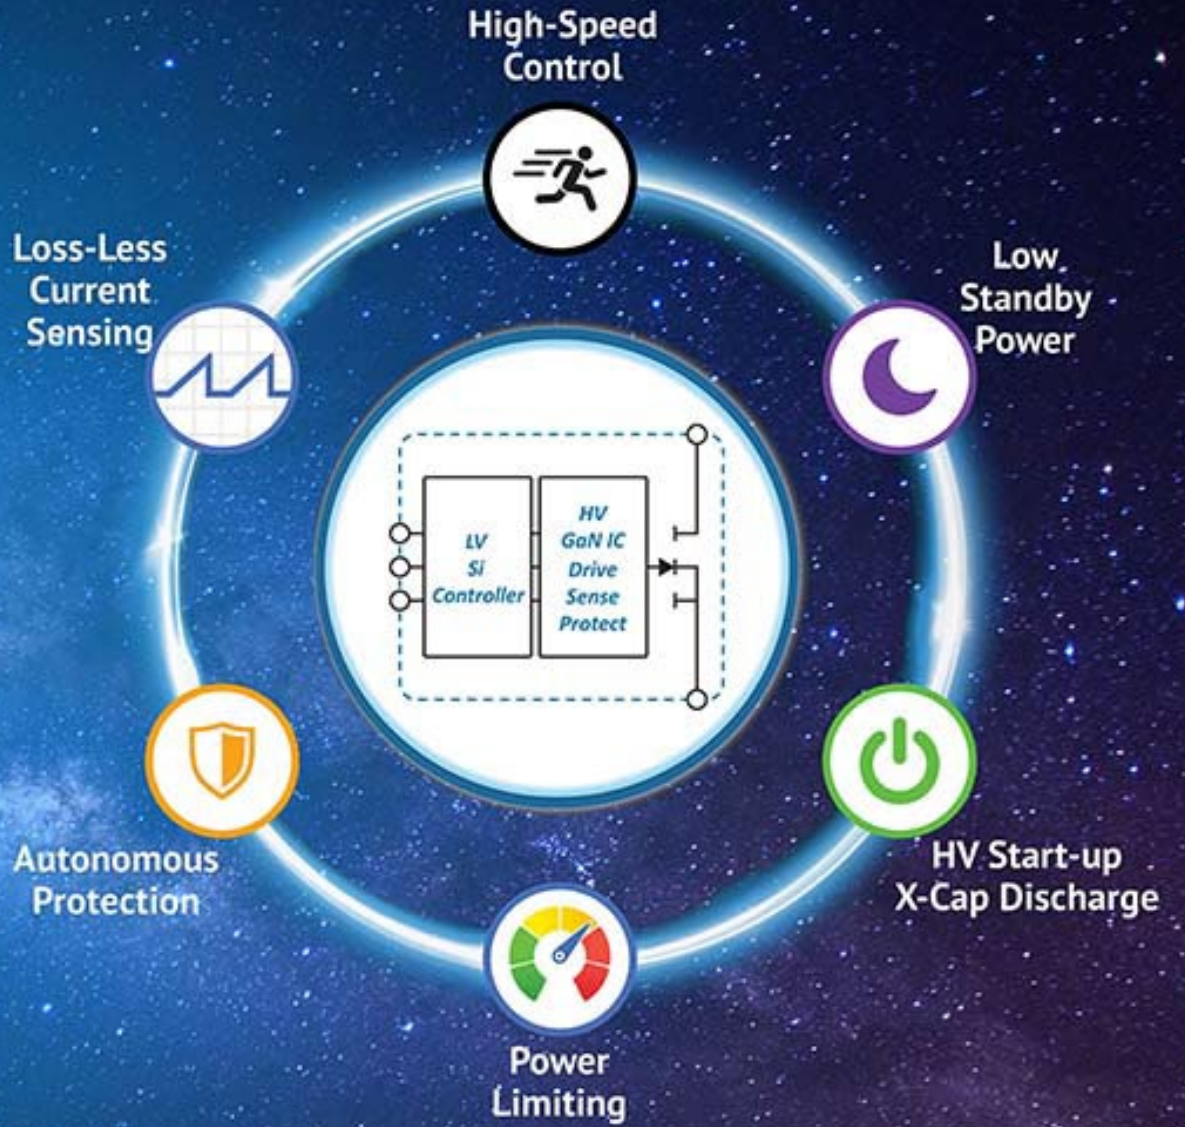 High-Speed
Control
Loss-Less
Current
Sensing
Low
Standby
Power
LV
Si
Controller
HV
GaN IC
Drive
Sense
Protect
Autonomous
Protection
HV Start-up
X-Cap Discharge
Power
Limiting